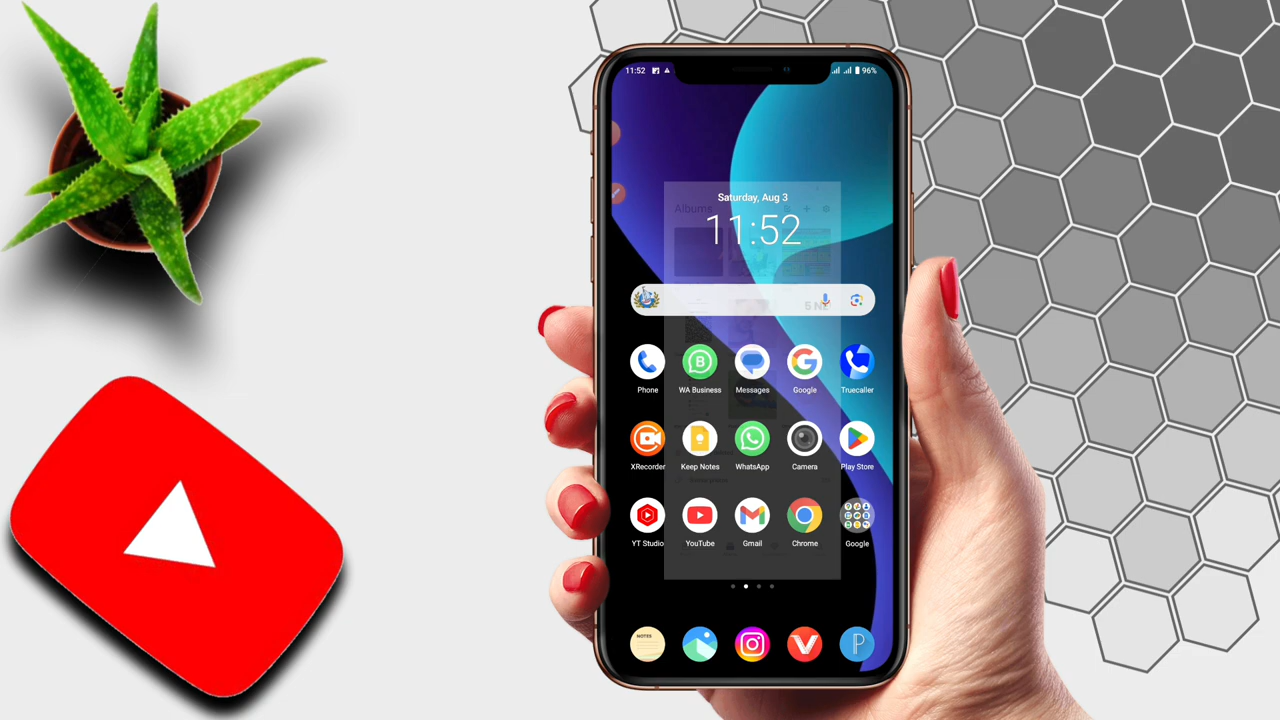 11:52
96%
Saturday, Aug 3
Albums
11:52
Phone
WA Business
Messages
Google
Truecaller
XRecorder
Keep Notes
WhatsApp
Camera
Play Store
YT Studio
YouTube
Gmail
Chrome
Google
NOTES